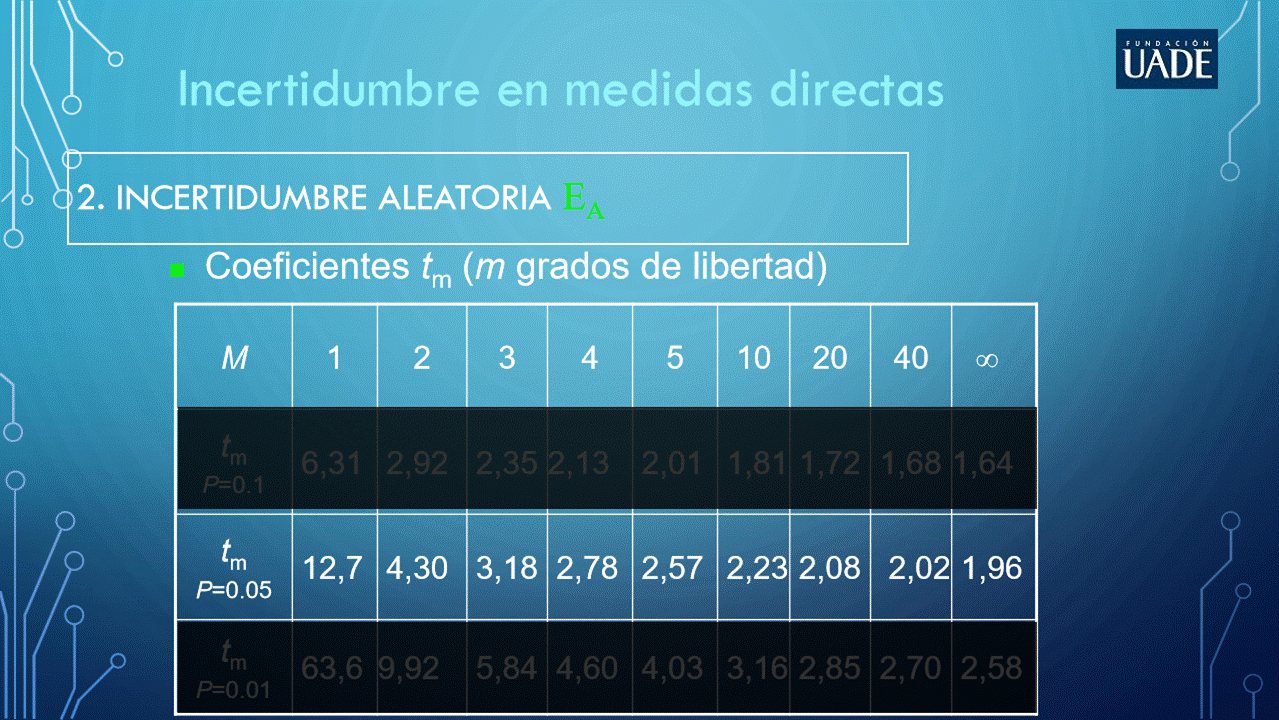 FUNDACIÓN
UADE
Incertidumbre en medidas directas
2. INCERTIDUMBRE ALEATORIA EA
Coeficientes tm (m grados de libertad)
M 1 2 3 4 5 10 20 40 ∞
tm P=0.1 6,31 2,92 2,35 2,13 2,01 1,81 1,72 1,68 1,64
tm P=0.05 12,7 4,30 3,18 2,78 2,57 2,23 2,08 2,02 1,96
tm P=0.01 63,6 9,92 5,84 4,60 4,03 3,16 2,85 2,70 2,58